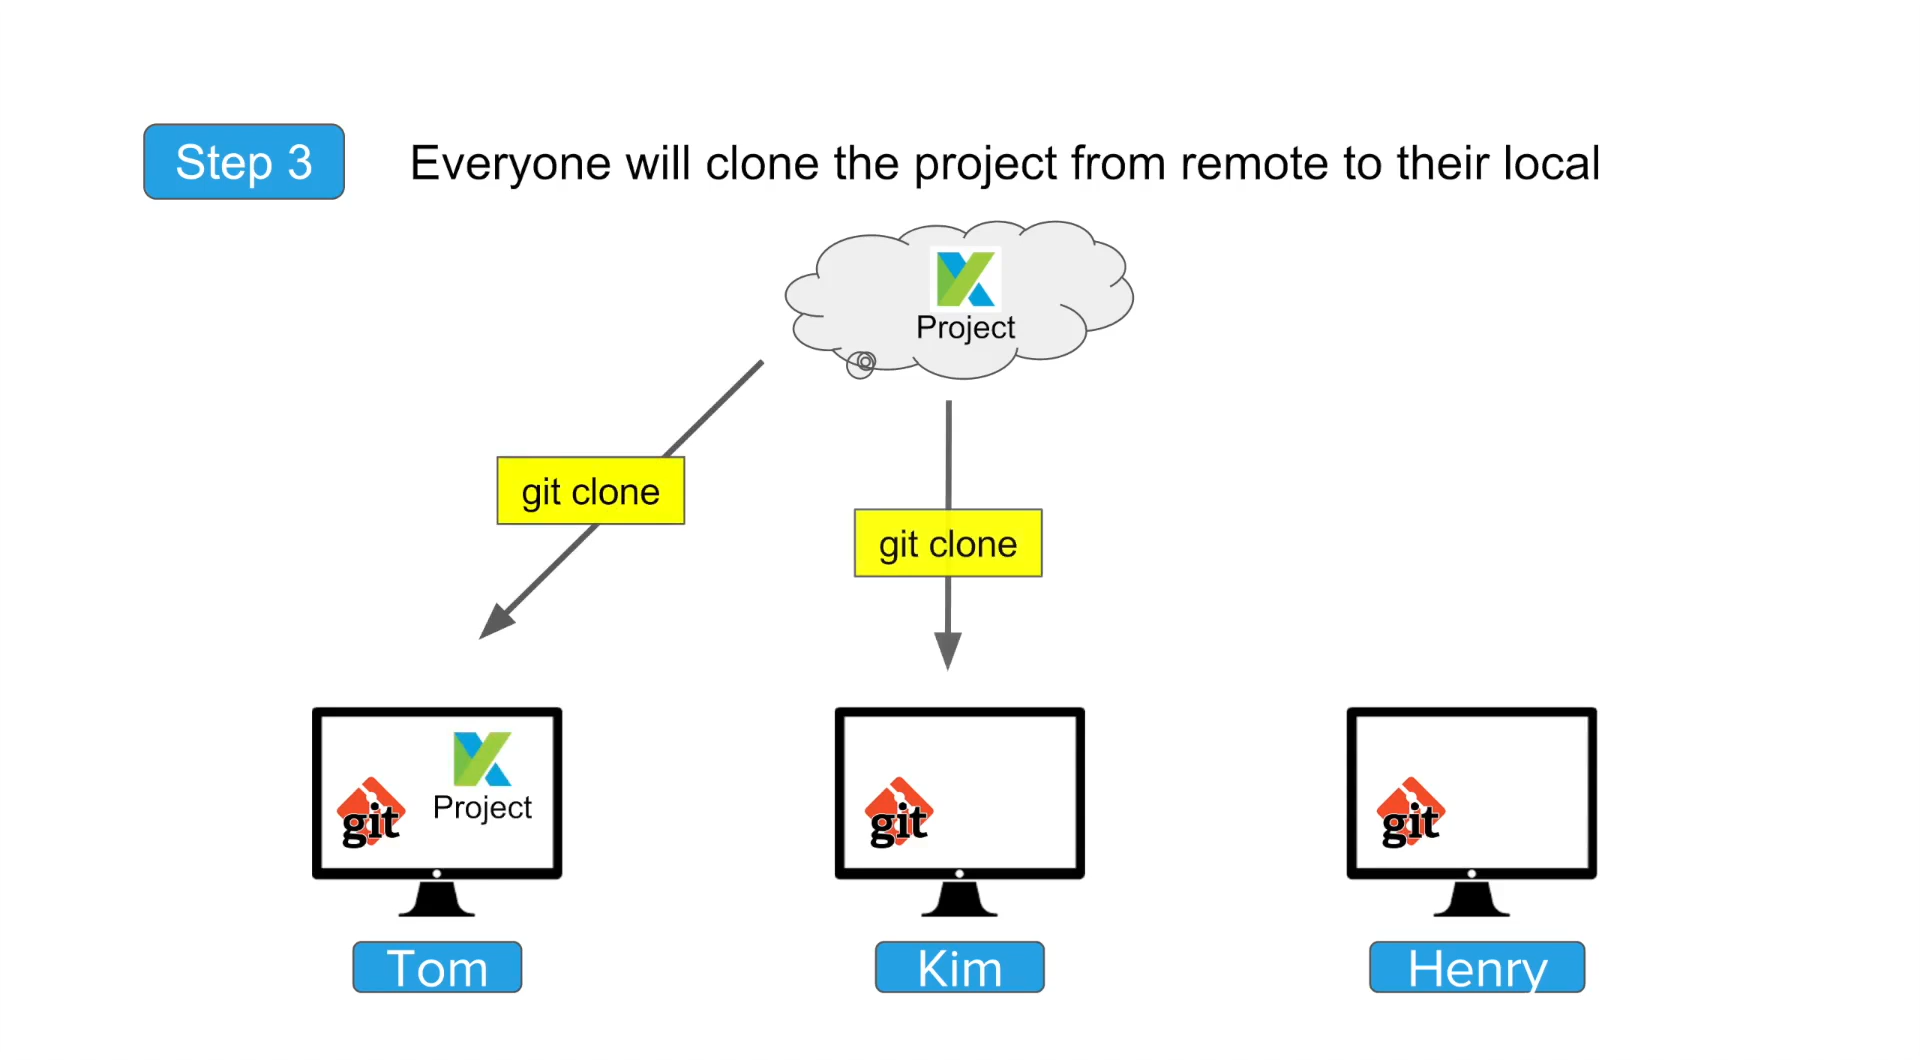 Step 3
Everyone will clone the project from remote to their local
Project
git clone
git clone
git
Project
git
git
Tom
Kim
Henry